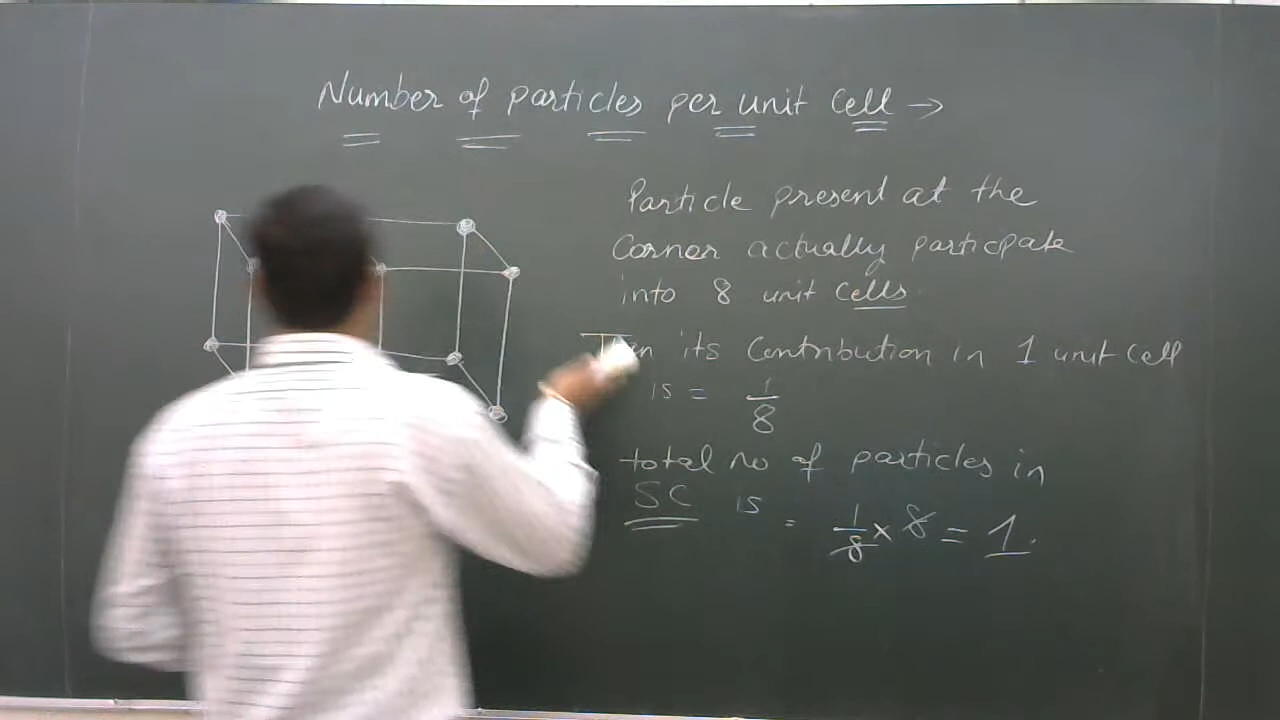 Number of particles per unit cell →
Particle present at the
Corner actually particpate
into 8 unit cells
its Contribution in 1 unit cell
is = 1/8
total no of particles in
SC is = 1/8 × 8 = 1.